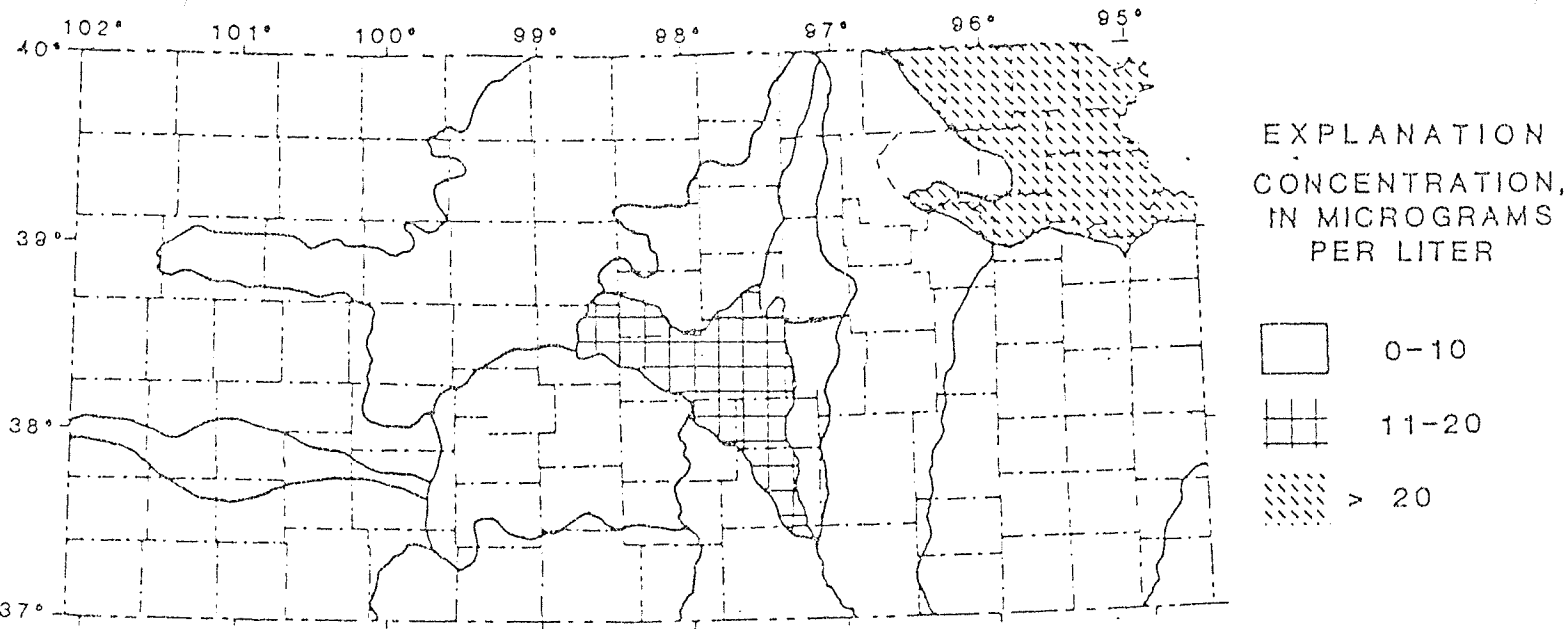 102° 101° 100° 99° 98° 97° 96° 95°
40°
39°
38°
37°
EXPLANATION
CONCENTRATION,
IN MICROGRAMS
PER LITER
0-10
11-20
> 20